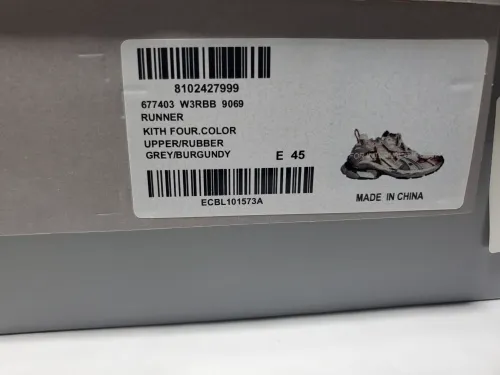 8102427999
677403 W3RBB 9069
RUNNER
KITH FOUR.COLOR
UPPER/RUBBER
GREY/BURGUNDY E 45
ECBL101573A
MADE IN CHINA